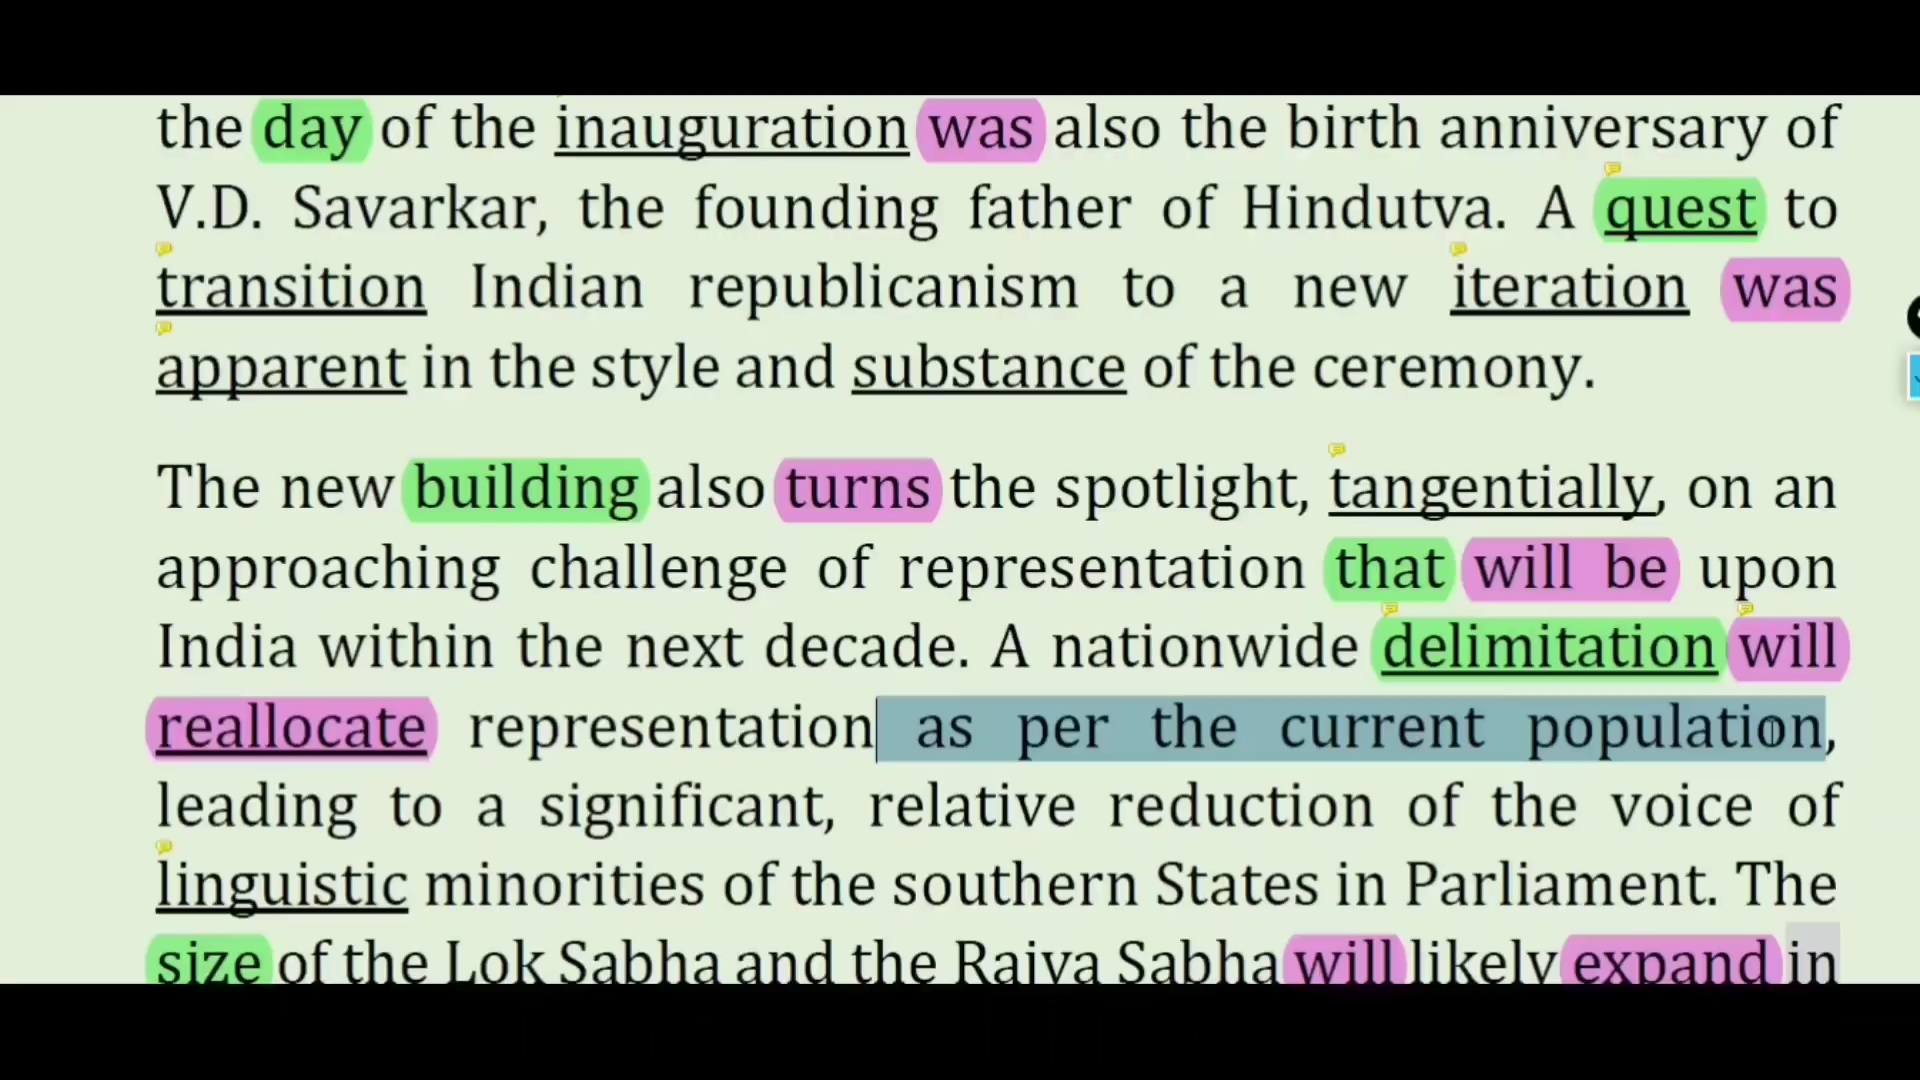 the day of the inauguration was also the birth anniversary of
V.D. Savarkar, the founding father of Hindutva. A quest to
transition Indian republicanism to a new iteration was
apparent in the style and substance of the ceremony.
The new building also turns the spotlight, tangentially, on an
approaching challenge of representation that will be upon
India within the next decade. A nationwide delimitation will
reallocate representation as per the current population,
leading to a significant, relative reduction of the voice of
linguistic minorities of the southern States in Parliament. The
size of the Lok Sabha and the Rajya Sabha will likely expand in